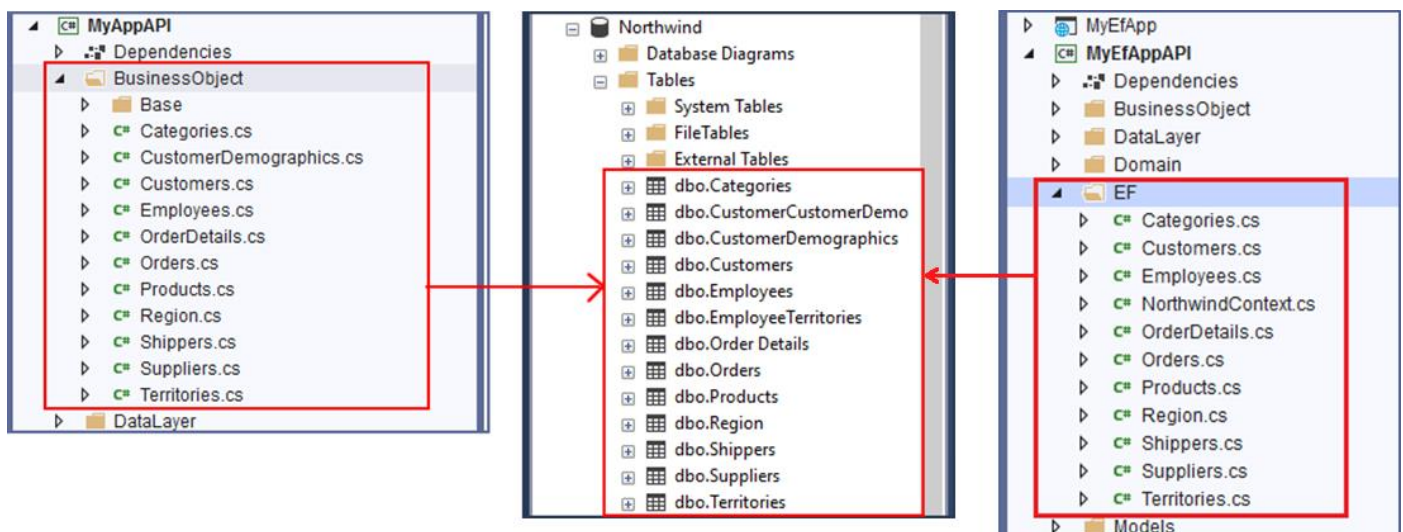 MyAppAPI
Dependencies
BusinessObject
Base
C# Categories.cs
C# CustomerDemographics.cs
C# Customers.cs
C# Employees.cs
C# OrderDetails.cs
C# Orders.cs
C# Products.cs
C# Region.cs
C# Shippers.cs
C# Suppliers.cs
C# Territories.cs
DataLayer
Northwind
Database Diagrams
Tables
System Tables
FileTables
External Tables
dbo.Categories
dbo.CustomerCustomerDemo
dbo.CustomerDemographics
dbo.Customers
dbo.Employees
dbo.EmployeeTerritories
dbo.Order Details
dbo.Orders
dbo.Products
dbo.Region
dbo.Shippers
dbo.Suppliers
dbo.Territories
MyEfApp
C# MyEfAppAPI
Dependencies
BusinessObject
DataLayer
Domain
EF
C# Categories.cs
C# Customers.cs
C# Employees.cs
C# NorthwindContext.cs
C# OrderDetails.cs
C# Orders.cs
C# Products.cs
C# Region.cs
C# Shippers.cs
C# Suppliers.cs
C# Territories.cs
Models